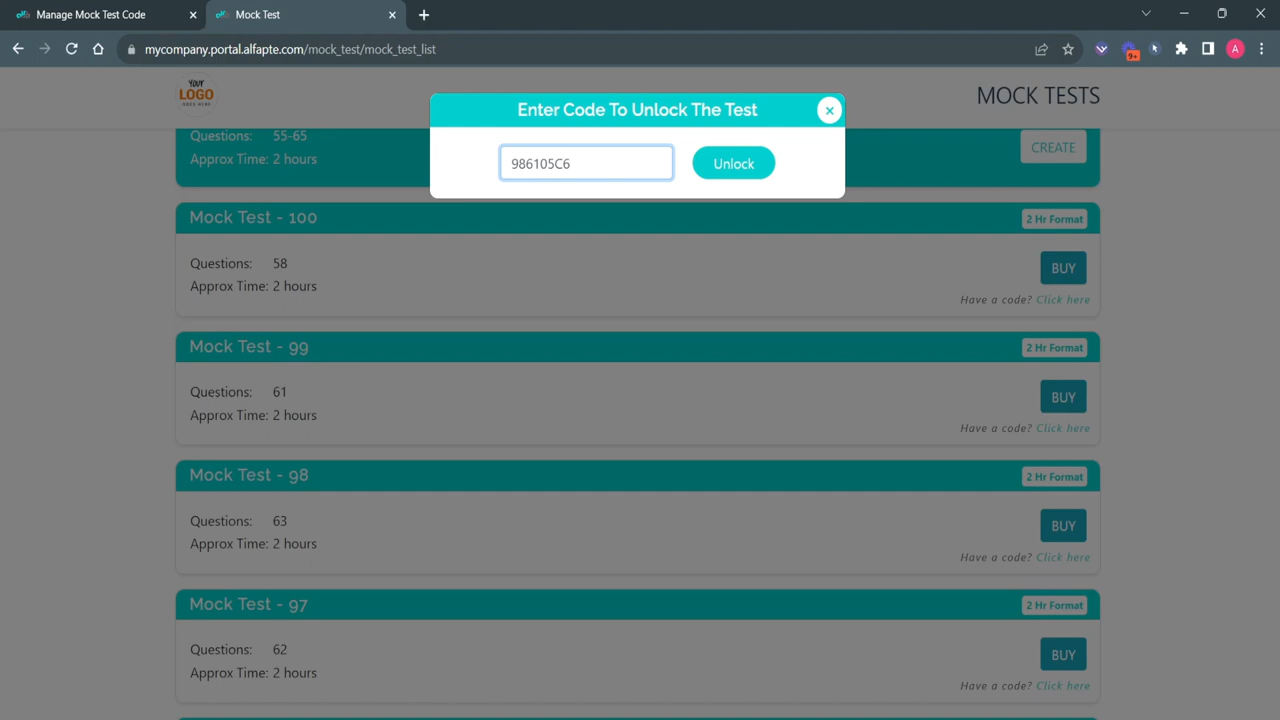 Manage Mock Test Code
Mock Test
mycompany.portal.alfapte.com/mock_test/mock_test_list
9+
A
YOUR
LOGO
GOES HERE
MOCK TESTS
Enter Code To Unlock The Test
986105C6
Unlock
Questions: 55-65
Approx Time: 2 hours
CREATE
Mock Test - 100
2 Hr Format
Questions: 58
Approx Time: 2 hours
BUY
Have a code? Click here
Mock Test - 99
2 Hr Format
Questions: 61
Approx Time: 2 hours
BUY
Have a code? Click here
Mock Test - 98
2 Hr Format
Questions: 63
Approx Time: 2 hours
BUY
Have a code? Click here
Mock Test - 97
2 Hr Format
Questions: 62
Approx Time: 2 hours
BUY
Have a code? Click here